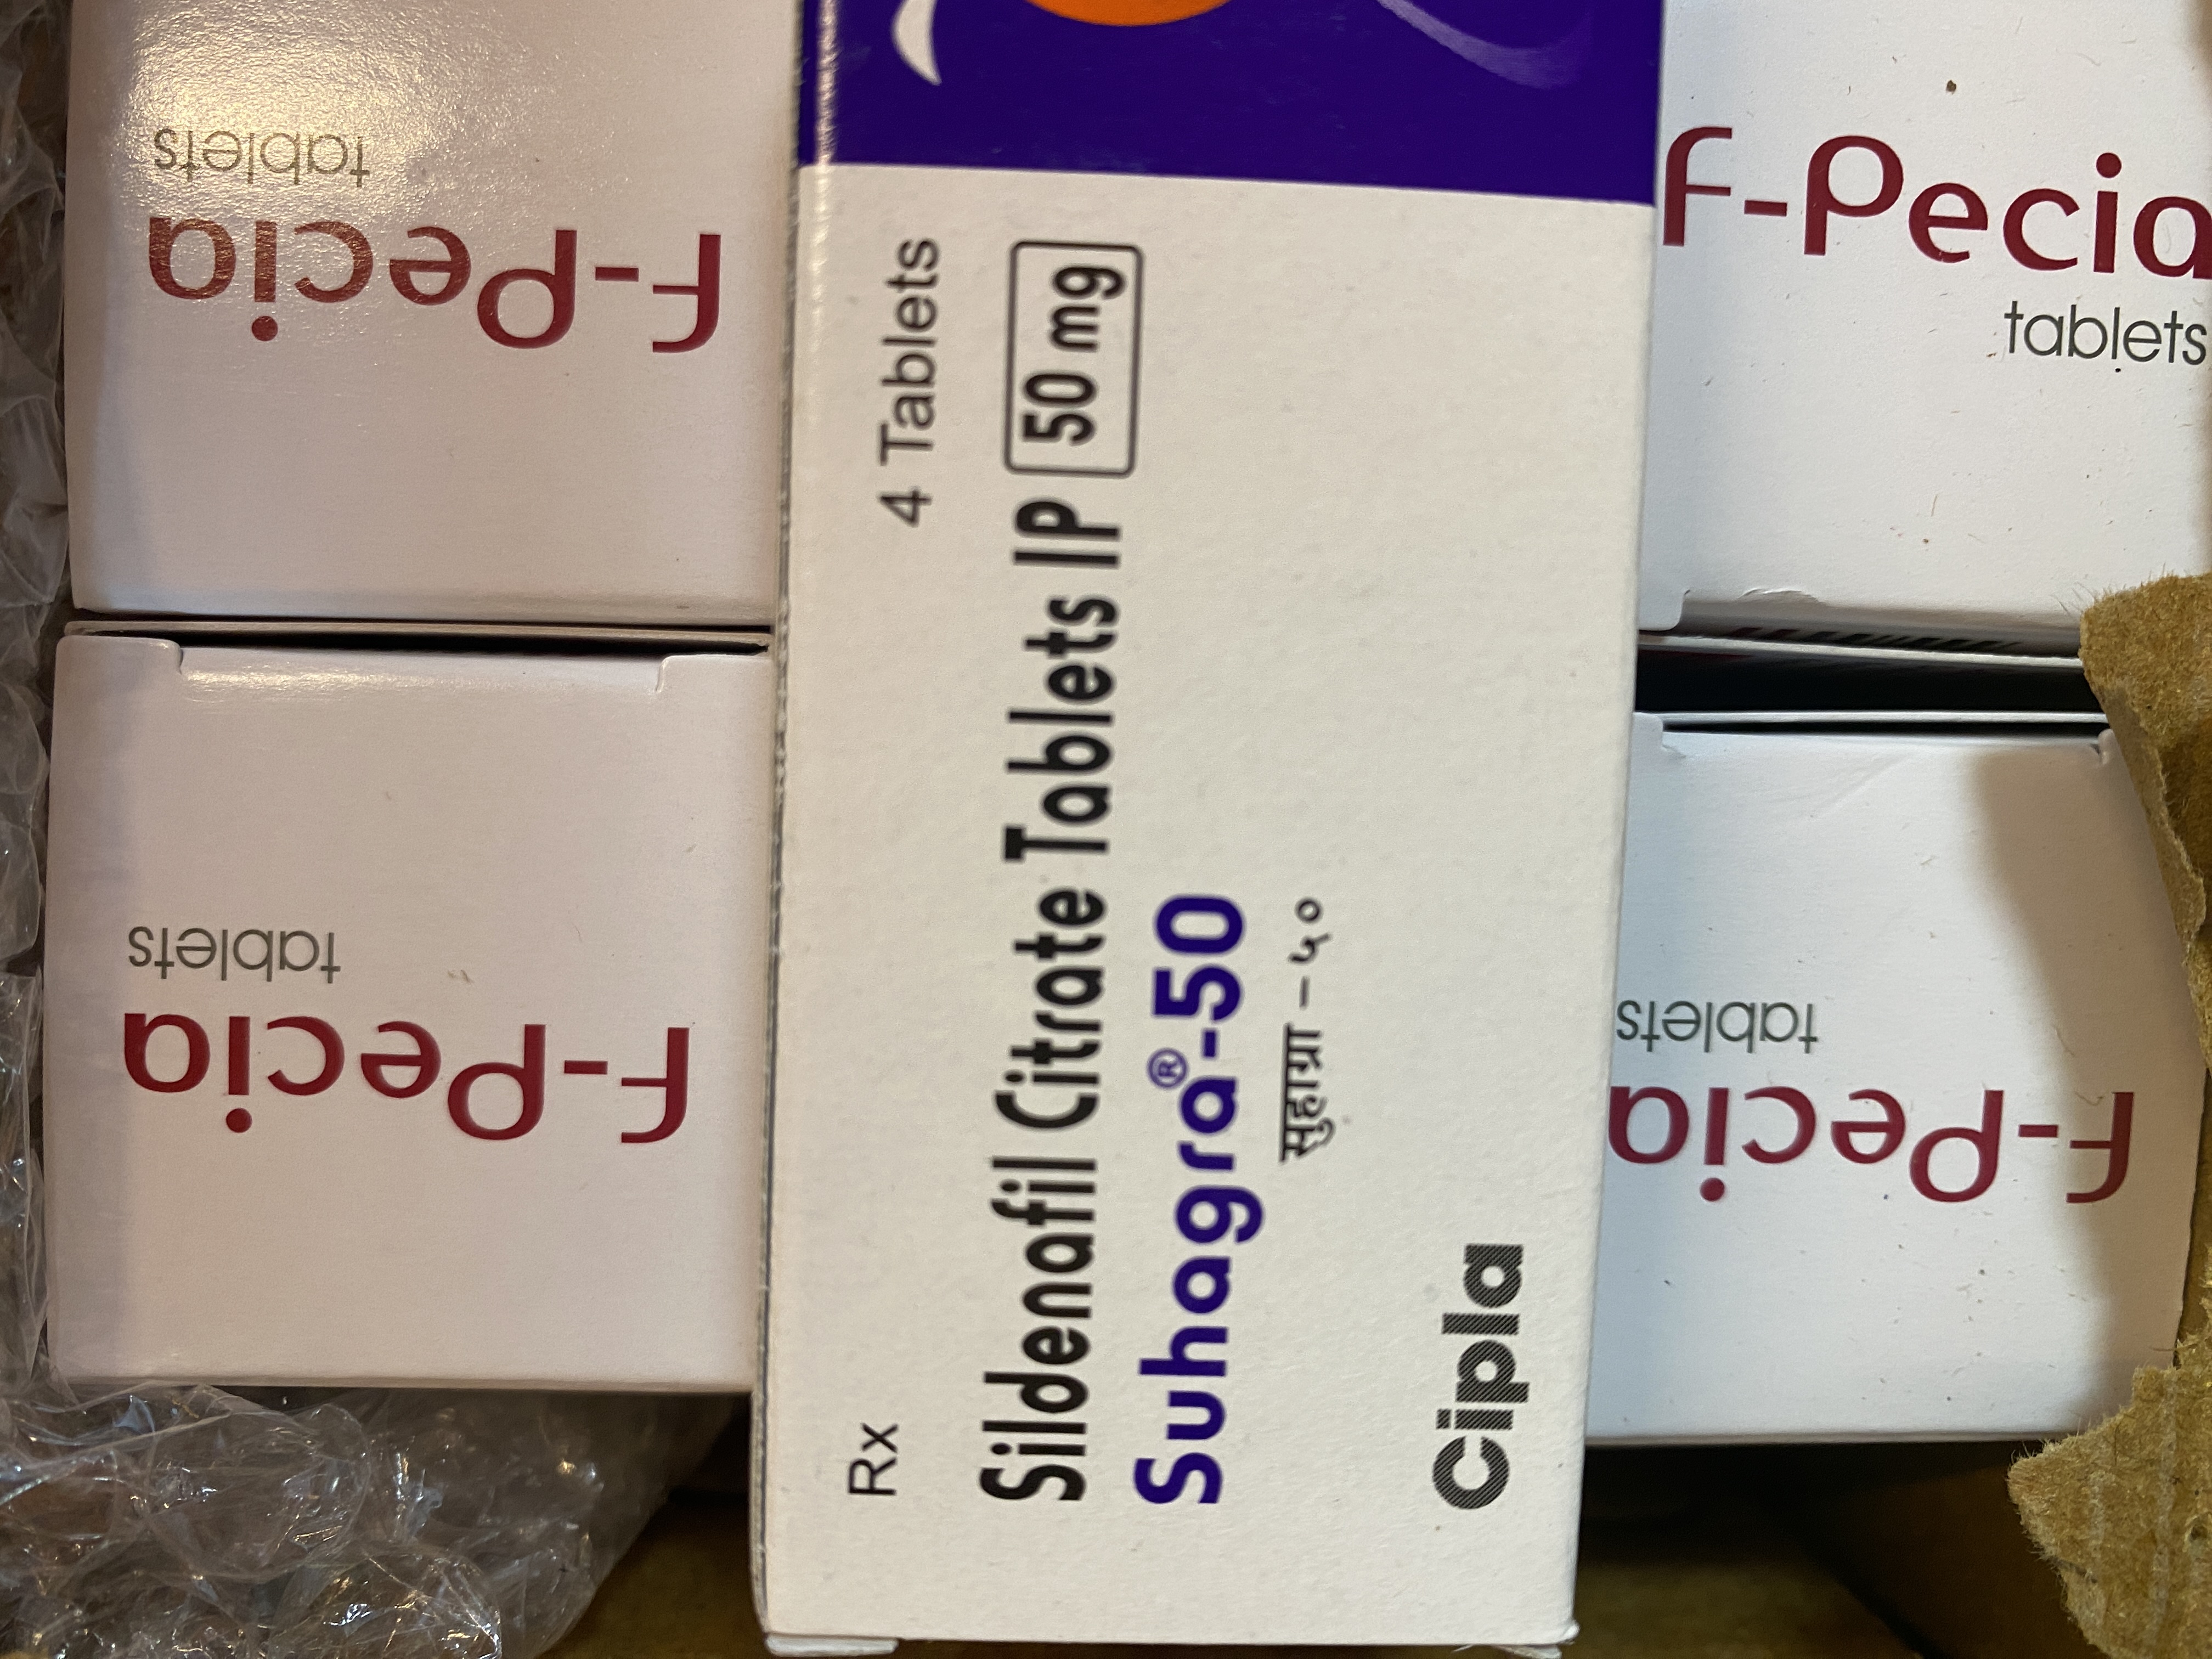 F-Pecia
tablets
F-Pecia
tablets
Rx
4 Tablets
Sildenafil Citrate Tablets IP 50 mg
Suhagra®-50
सुहाग्रा - ५०
Cipla
F-Pecia
tablets
F-Pecia
tablets